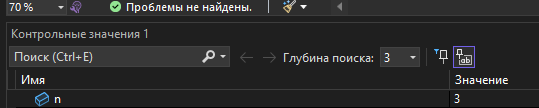 70 % Проблемы не найдены.
Контрольные значения 1
Поиск (Ctrl+E) Глубина поиска: 3
Имя Значение
n 3